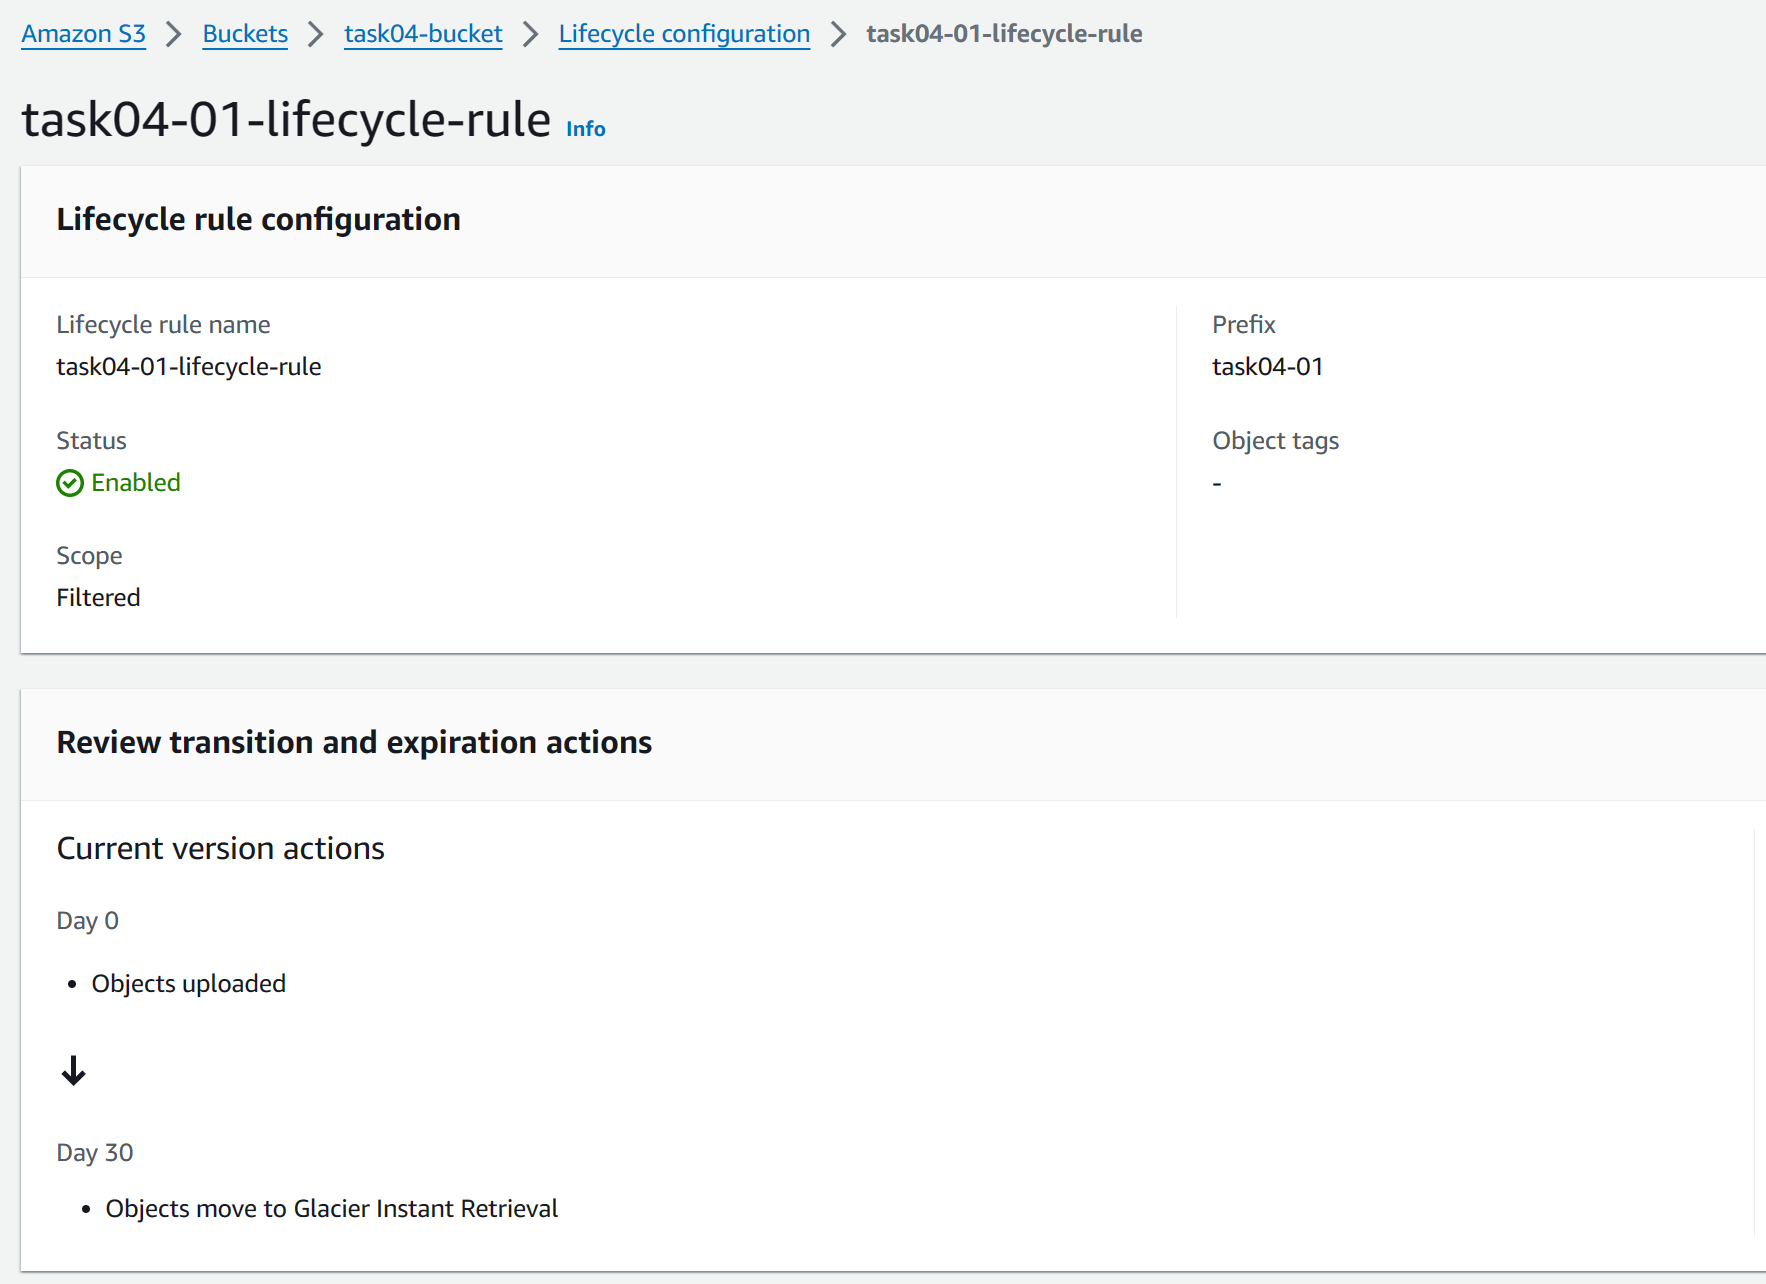 Amazon S3 > Buckets > task04-bucket > Lifecycle configuration > task04-01-lifecycle-rule
task04-01-lifecycle-rule Info
Lifecycle rule configuration
Lifecycle rule name
task04-01-lifecycle-rule
Status
Enabled
Scope
Filtered
Prefix
task04-01
Object tags
-
Review transition and expiration actions
Current version actions
Day 0
• Objects uploaded
↓
Day 30
• Objects move to Glacier Instant Retrieval